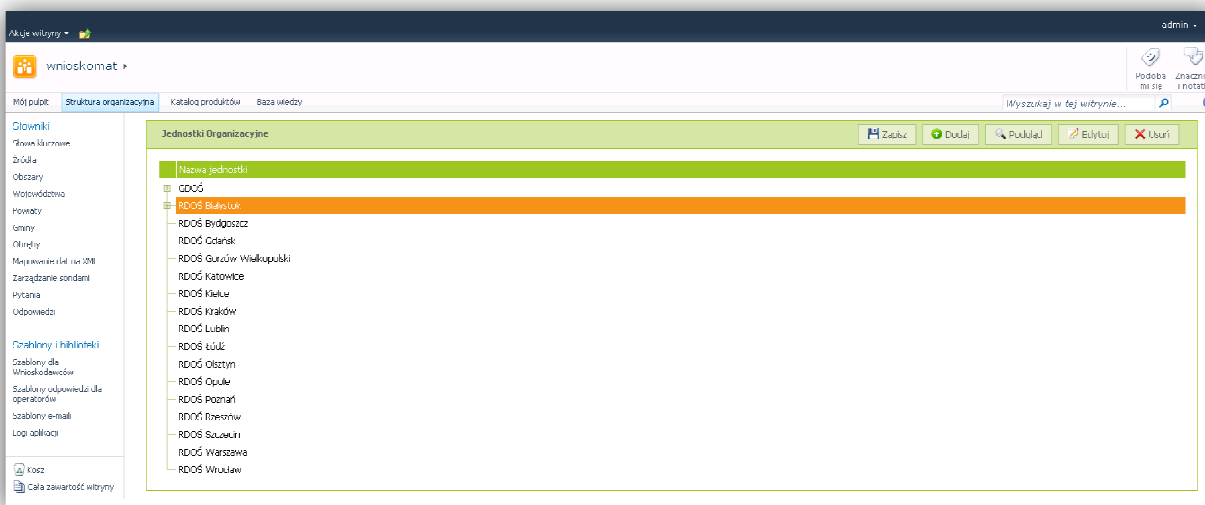 admin
Akcje witryny
wnioskomat
Podoba mi się
Znaczni i notatl
Mój pulpit Struktura organizacyjna Katalog produktów Baza wiedzy
Wyszukaj w tej witrynie...
Słowniki
Słowa kluczowe
Źródła
Obszary
Województwa
Powiaty
Gminy
Obręby
Mapowanie dat na XML
Zarządzanie sondami
Pytania
Odpowiedzi
Szablony i biblioteki
Szablony dla
Wnioskodawców
Szablony odpowiedzi dla
operatorów
Szablony e-maili
Logi aplikacji
Kosz
Cała zawartość witryny
Jednostki Organizacyjne
Zapisz Dodaj Podgląd Edytuj Usuń
Nazwa jednostki
GDOŚ
RDOŚ Białystok
RDOŚ Bydgoszcz
RDOŚ Gdańsk
RDOŚ Gorzów Wielkopolski
RDOŚ Katowice
RDOŚ Kielce
RDOŚ Kraków
RDOŚ Lublin
RDOŚ Łódź
RDOŚ Olsztyn
RDOŚ Opole
RDOŚ Poznań
RDOŚ Rzeszów
RDOŚ Szczecin
RDOŚ Warszawa
RDOŚ Wrocław